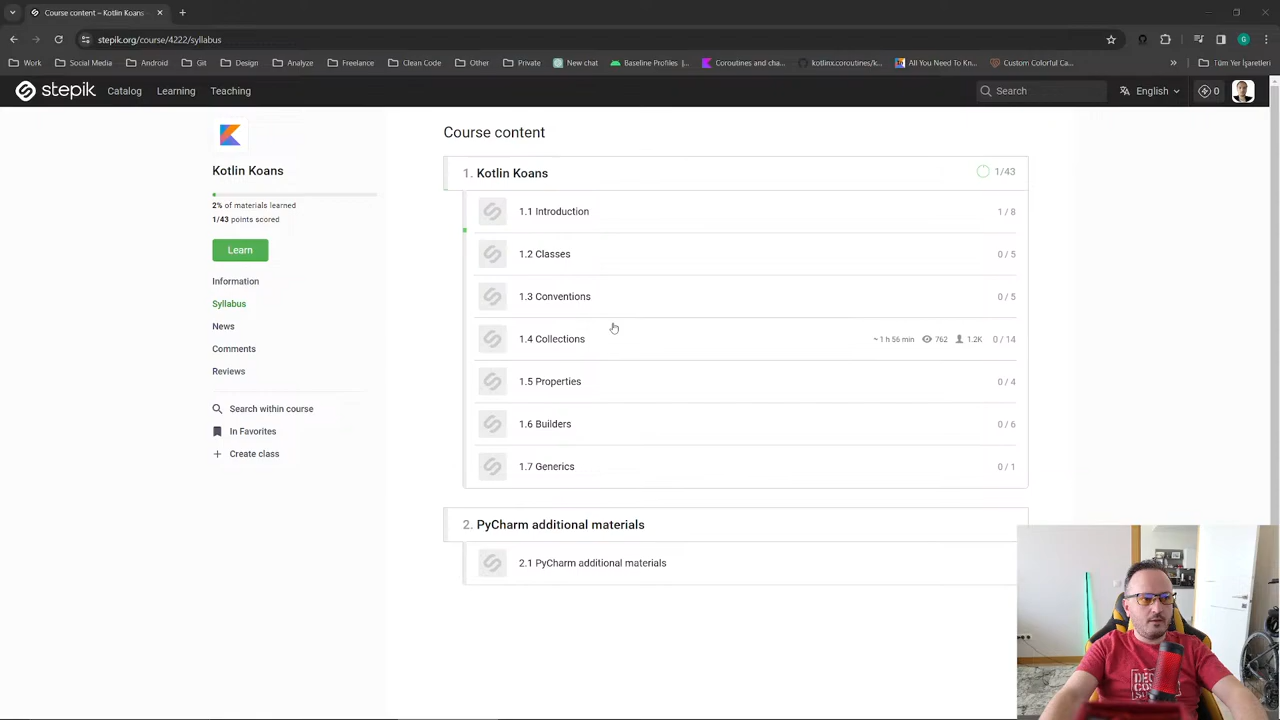 Course content – Kotlin Koans
stepik.org/course/4222/syllabus
Work
Social Media
Android
Git
Design
Analyze
Freelance
Clean Code
Other
Private
New chat
Baseline Profiles |...
Coroutines and cha...
kotlinx.coroutines/k...
All You Need To Kn...
Custom Colorful Ca...
»
Tüm Yer İşaretleri
stepik
Catalog
Learning
Teaching
Search
English
0
Kotlin Koans
2% of materials learned
1/43 points scored
Learn
Information
Syllabus
News
Comments
Reviews
Search within course
In Favorites
Create class
Course content
1. Kotlin Koans 1/43
1.1 Introduction 1 / 8
1.2 Classes 0 / 5
1.3 Conventions 0 / 5
1.4 Collections ~ 1 h 56 min 762 1.2K 0 / 14
1.5 Properties 0 / 4
1.6 Builders 0 / 6
1.7 Generics 0 / 1
2. PyCharm additional materials
2.1 PyCharm additional materials